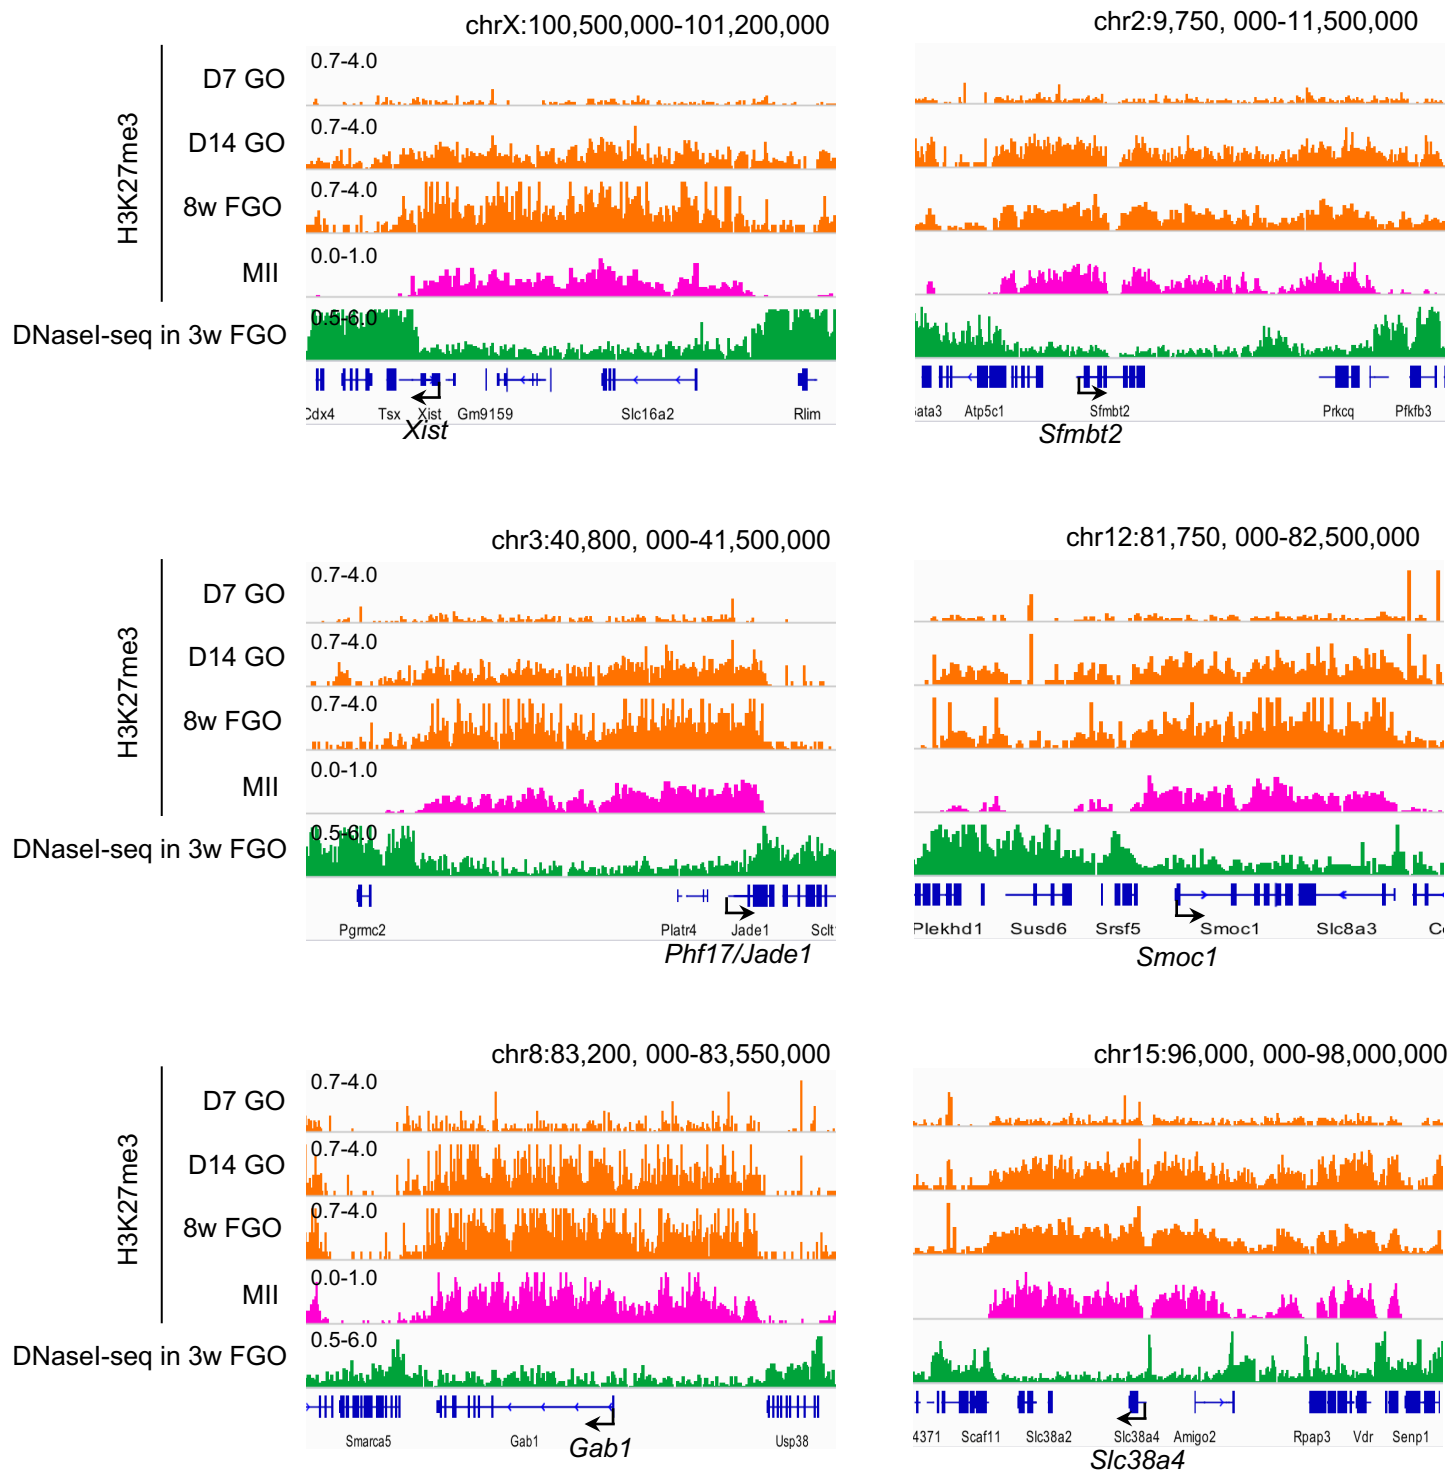 chrX:100,500,000-101,200,000
H3K27me3
D7 GO
0.7-4.0
D14 GO
0.7-4.0
8w FGO
0.7-4.0
MII
0.0-1.0
DNaseI-seq in 3w FGO
0.5-6.0
Cdx4 Tsx Xist Gm9159 Slc16a2 Rlim
Xist
chr2:9,750, 000-11,500,000
Gata3 Atp5c1 Sfmbt2 Prkcq Pfkfb3
Sfmbt2
chr3:40,800, 000-41,500,000
H3K27me3
D7 GO
0.7-4.0
D14 GO
0.7-4.0
8w FGO
0.7-4.0
MII
0.0-1.0
DNaseI-seq in 3w FGO
0.5-6.0
Pgrmc2 Platr4 Jade1 Sclt1
Phf17/Jade1
chr12:81,750, 000-82,500,000
Plekhd1 Susd6 Srsf5 Smoc1 Slc8a3
Smoc1
chr8:83,200, 000-83,550,000
H3K27me3
D7 GO
0.7-4.0
D14 GO
0.7-4.0
8w FGO
0.7-4.0
MII
0.0-1.0
DNaseI-seq in 3w FGO
0.5-6.0
Smarca5 Gab1 Usp38
Gab1
chr15:96,000, 000-98,000,000
4371 Scaf11 Slc38a2 Slc38a4 Amigo2 Rpap3 Vdr Senp1
Slc38a4